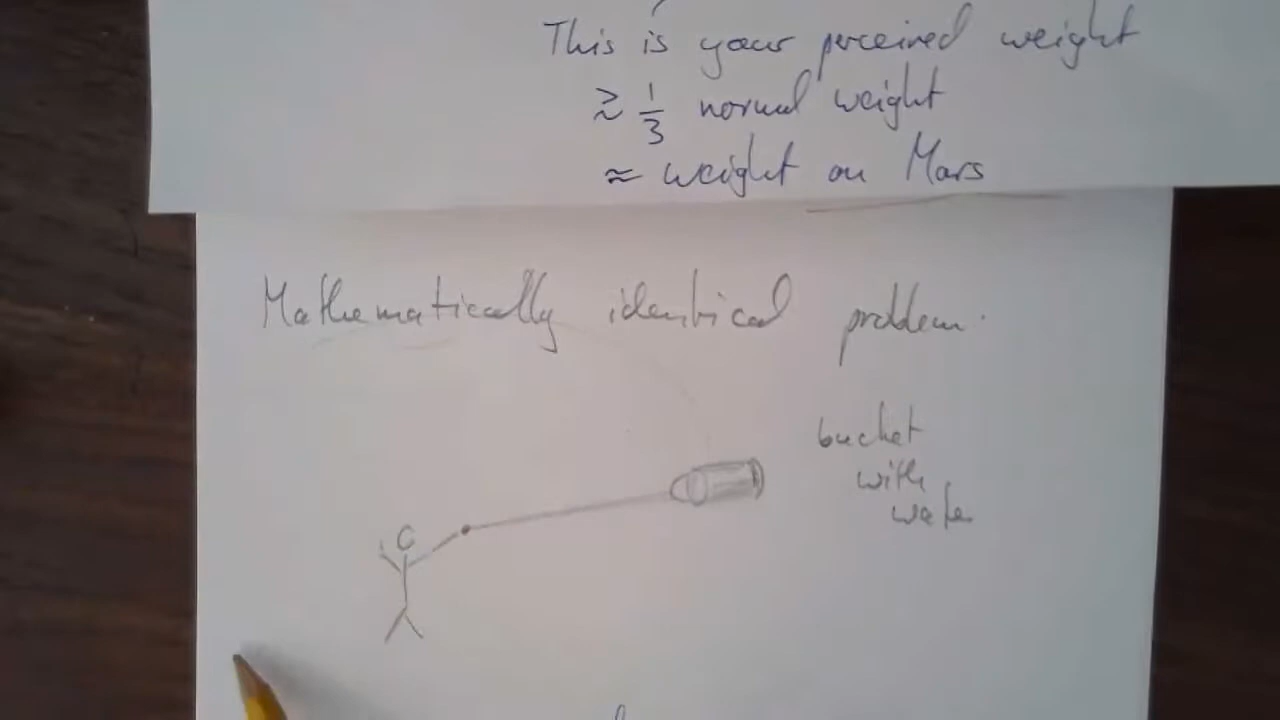 This is your perceived weight
≳ 1/3 normal weight
≈ weight on Mars
Mathematically identical problem.
bucket
with
water